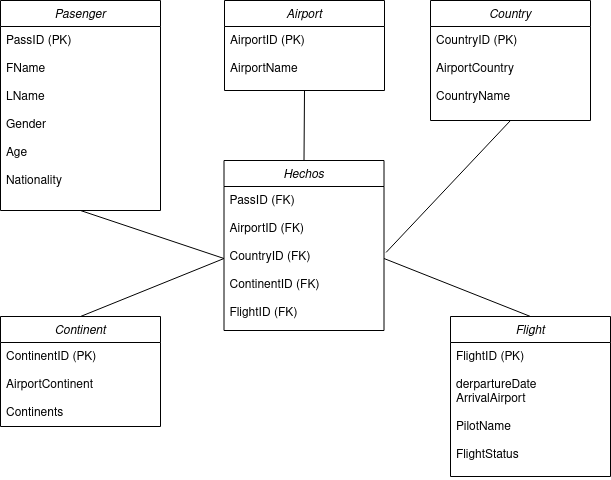 Pasenger
PassID (PK)
FName
LName
Gender
Age
Nationality
Airport
AirportID (PK)
AirportName
Country
CountryID (PK)
AirportCountry
CountryName
Hechos
PassID (FK)
AirportID (FK)
CountryID (FK)
ContinentID (FK)
FlightID (FK)
Continent
ContinentID (PK)
AirportContinent
Continents
Flight
FlightID (PK)
derpartureDate
ArrivalAirport
PilotName
FlightStatus